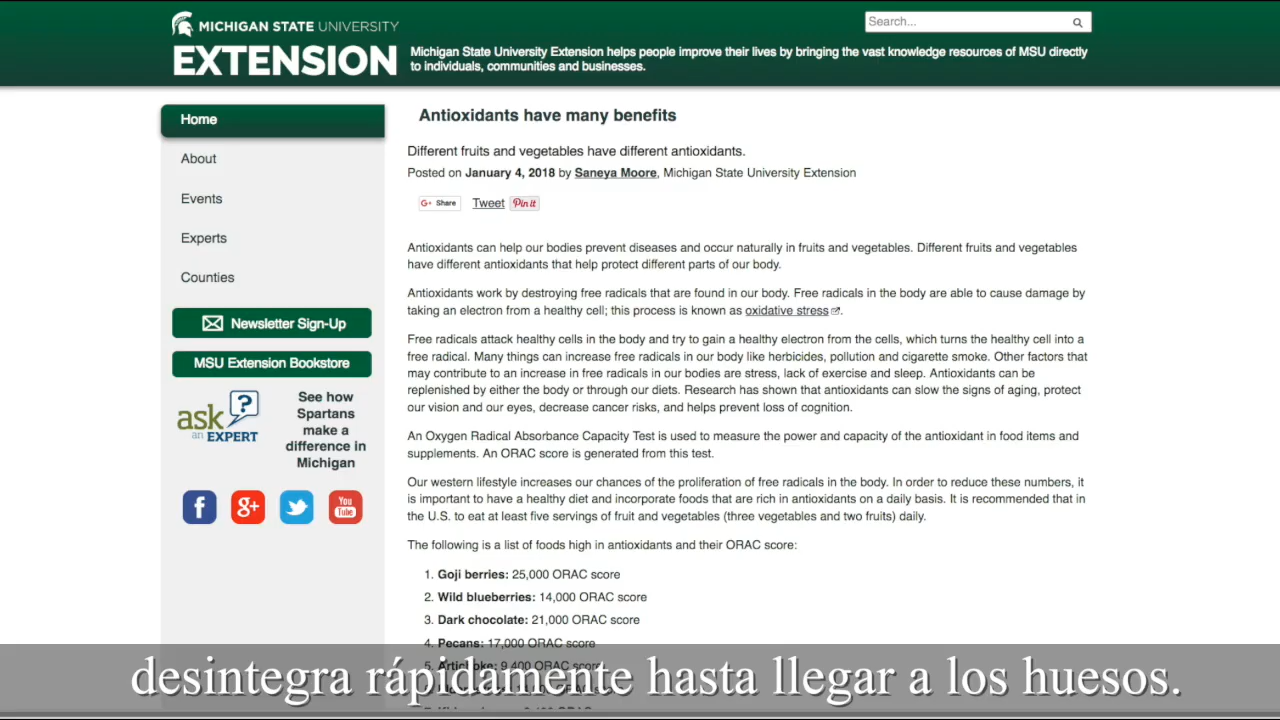 MICHIGAN STATE UNIVERSITY
EXTENSION
Michigan State University Extension helps people improve their lives by bringing the vast knowledge resources of MSU directly
to individuals, communities and businesses.
Search...
Home
About
Events
Experts
Counties
Newsletter Sign-Up
MSU Extension Bookstore
ask
an EXPERT
See how
Spartans
make a
difference in
Michigan
f
g+
You
Tube
Antioxidants have many benefits
Different fruits and vegetables have different antioxidants.
Posted on January 4, 2018 by Saneya Moore, Michigan State University Extension
G+ Share Tweet Pin it
Antioxidants can help our bodies prevent diseases and occur naturally in fruits and vegetables. Different fruits and vegetables
have different antioxidants that help protect different parts of our body.
Antioxidants work by destroying free radicals that are found in our body. Free radicals in the body are able to cause damage by
taking an electron from a healthy cell; this process is known as oxidative stress.
Free radicals attack healthy cells in the body and try to gain a healthy electron from the cells, which turns the healthy cell into a
free radical. Many things can increase free radicals in our body like herbicides, pollution and cigarette smoke. Other factors that
may contribute to an increase in free radicals in our bodies are stress, lack of exercise and sleep. Antioxidants can be
replenished by either the body or through our diets. Research has shown that antioxidants can slow the signs of aging, protect
our vision and our eyes, decrease cancer risks, and helps prevent loss of cognition.
An Oxygen Radical Absorbance Capacity Test is used to measure the power and capacity of the antioxidant in food items and
supplements. An ORAC score is generated from this test.
Our western lifestyle increases our chances of the proliferation of free radicals in the body. In order to reduce these numbers, it
is important to have a healthy diet and incorporate foods that are rich in antioxidants on a daily basis. It is recommended that in
the U.S. to eat at least five servings of fruit and vegetables (three vegetables and two fruits) daily.
The following is a list of foods high in antioxidants and their ORAC score:
1. Goji berries: 25,000 ORAC score
2. Wild blueberries: 14,000 ORAC score
3. Dark chocolate: 21,000 ORAC score
4. Pecans: 17,000 ORAC score
5. Artichoke: 9,400 ORAC score
desintegra rápidamente hasta llegar a los huesos.